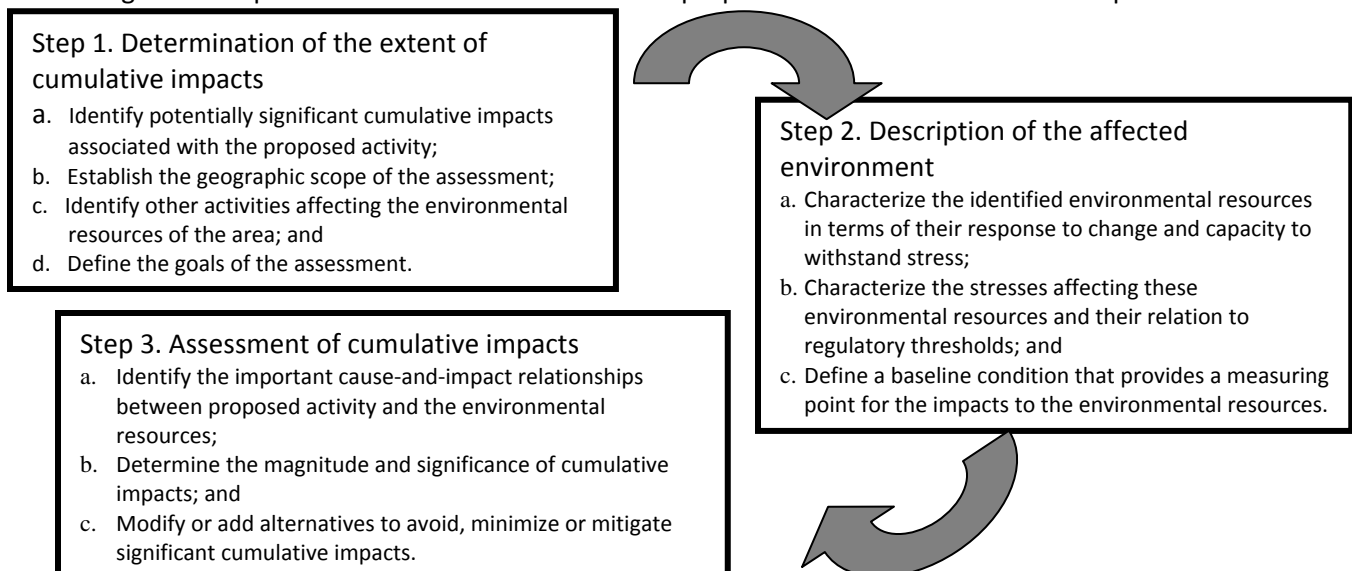 Step 1. Determination of the extent of
cumulative impacts
a. Identify potentially significant cumulative impacts
associated with the proposed activity;
b. Establish the geographic scope of the assessment;
c. Identify other activities affecting the environmental
resources of the area; and
d. Define the goals of the assessment.
Step 2. Description of the affected
environment
a. Characterize the identified environmental resources
in terms of their response to change and capacity to
withstand stress;
b. Characterize the stresses affecting these
environmental resources and their relation to
regulatory thresholds; and
c. Define a baseline condition that provides a measuring
point for the impacts to the environmental resources.
Step 3. Assessment of cumulative impacts
a. Identify the important cause-and-impact relationships
between proposed activity and the environmental
resources;
b. Determine the magnitude and significance of cumulative
impacts; and
c. Modify or add alternatives to avoid, minimize or mitigate
significant cumulative impacts.